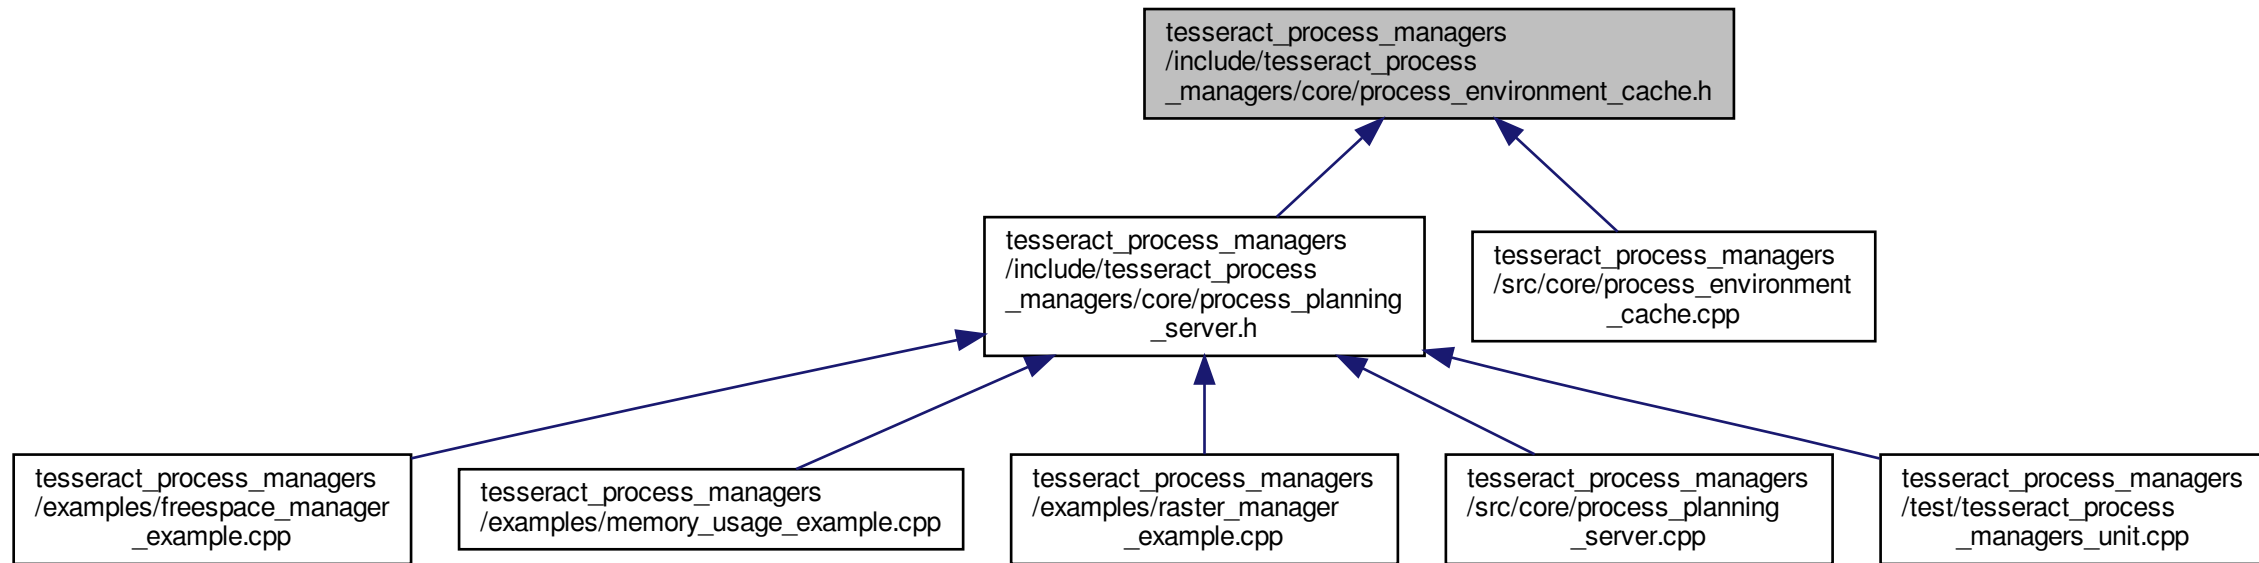 tesseract_process_managers
/include/tesseract_process
_managers/core/process_environment_cache.h
tesseract_process_managers
/include/tesseract_process
_managers/core/process_planning
_server.h
tesseract_process_managers
/src/core/process_environment
_cache.cpp
tesseract_process_managers
/examples/freespace_manager
_example.cpp
tesseract_process_managers
/examples/memory_usage_example.cpp
tesseract_process_managers
/examples/raster_manager
_example.cpp
tesseract_process_managers
/src/core/process_planning
_server.cpp
tesseract_process_managers
/test/tesseract_process
_managers_unit.cpp